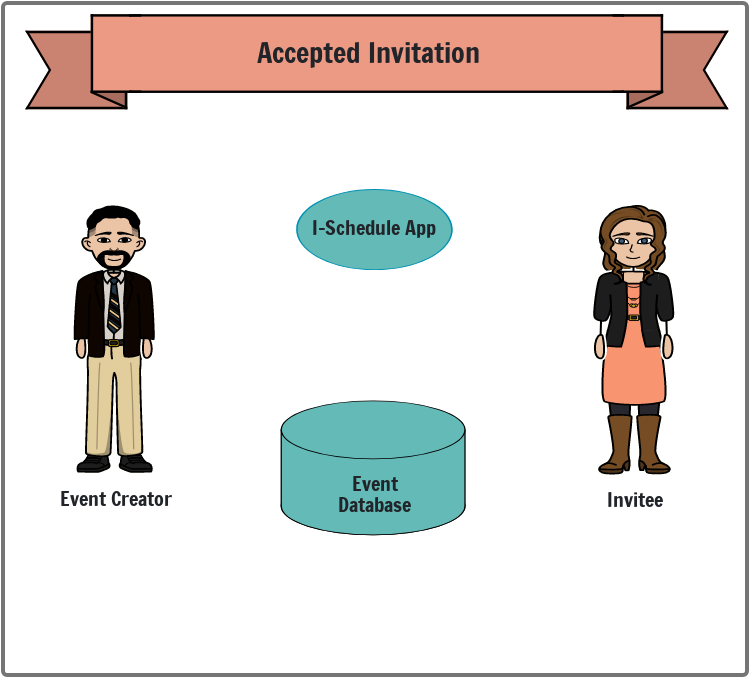 Accepted Invitation
I-Schedule App
Event
Database
Event Creator
Invitee